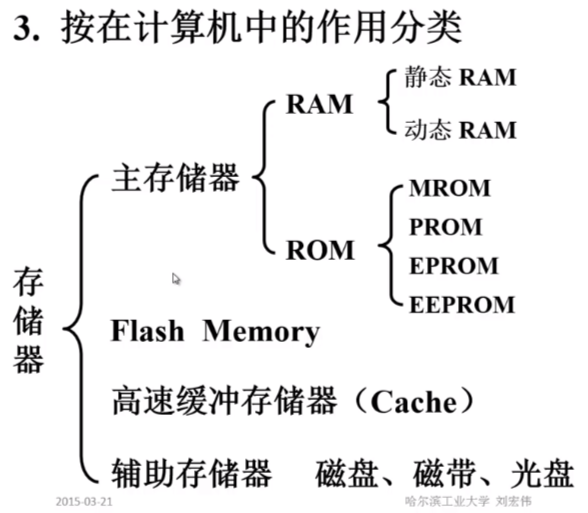 3. 按在计算机中的作用分类
静态 RAM
RAM
动态 RAM
主存储器
MROM
PROM
ROM
EPROM
EEPROM
存储器
Flash Memory
高速缓冲存储器（Cache）
辅助存储器 磁盘、磁带、光盘
2015-03-21
哈尔滨工业大学 刘宏伟